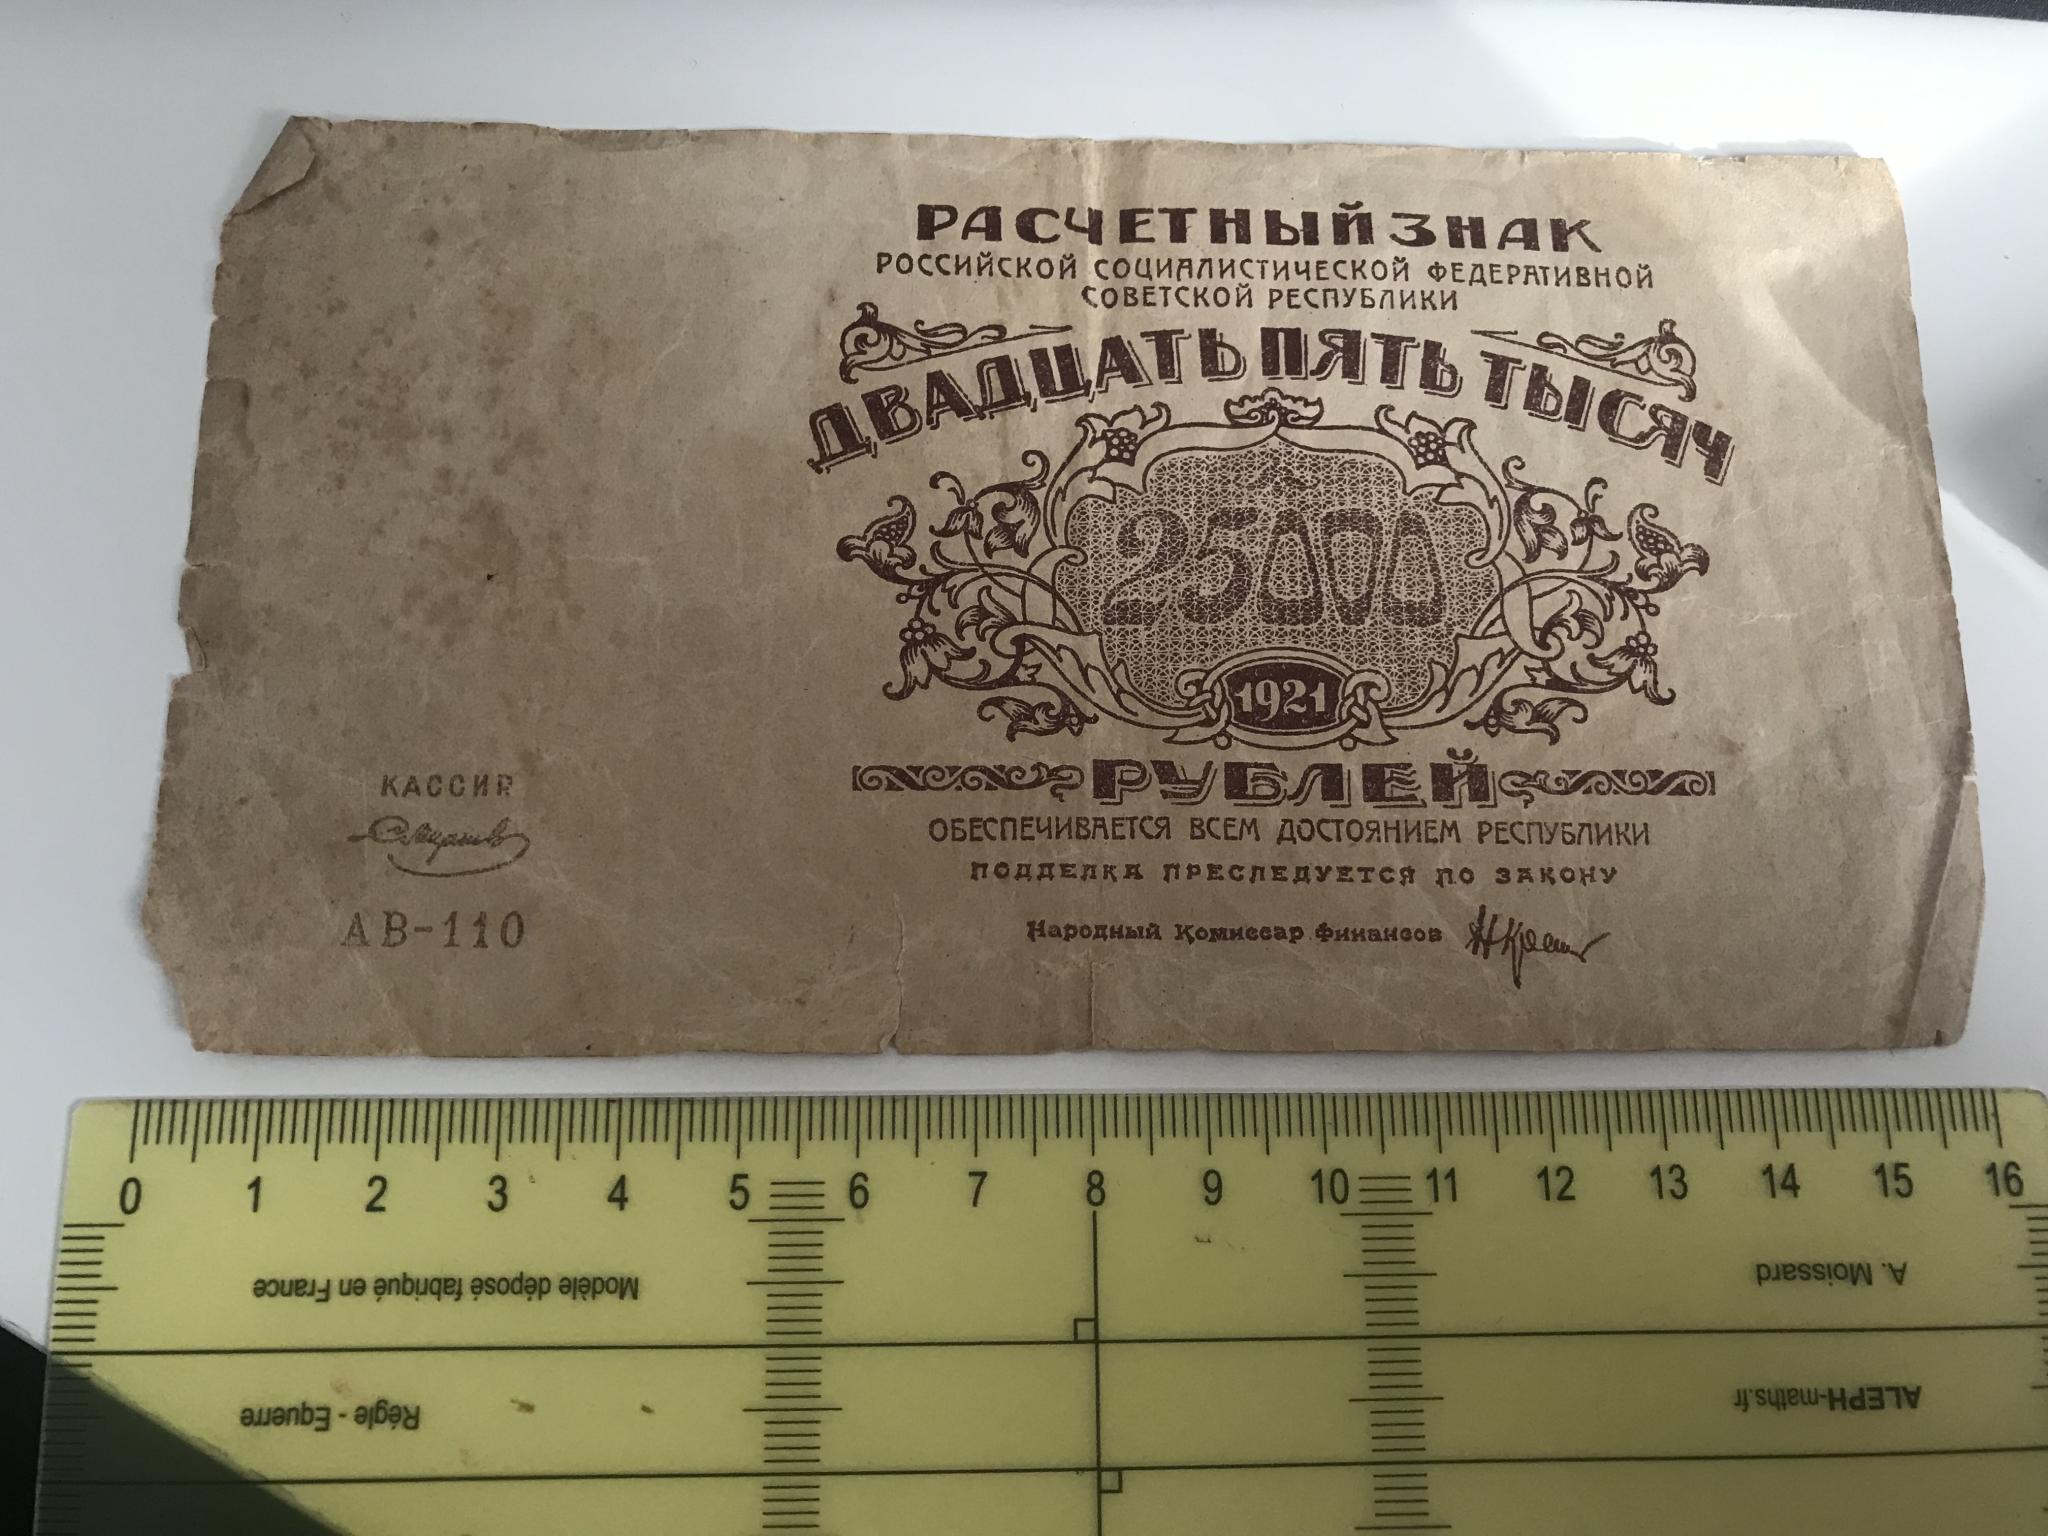 РАСЧЕТНЫЙ ЗНАК
РОССИЙСКОЙ СОЦИАЛИСТИЧЕСКОЙ ФЕДЕРАТИВНОЙ
СОВЕТСКОЙ РЕСПУБЛИКИ
ДВАДЦАТЬ ПЯТЬ ТЫСЯЧ
25000
1921
РУБЛЕЙ
ОБЕСПЕЧИВАЕТСЯ ВСЕМ ДОСТОЯНИЕМ РЕСПУБЛИКИ
ПОДДЕЛКА ПРЕСЛЕДУЕТСЯ ПО ЗАКОНУ
Народный Комиссар Финансов
КАССИР
АВ-110
0 1 2 3 4 5 6 7 8 9 10 11 12 13 14 15 16
Modèle déposé fabriqué en France
A. Moissard
Régle - Equerre
ALEPH-maths.fr